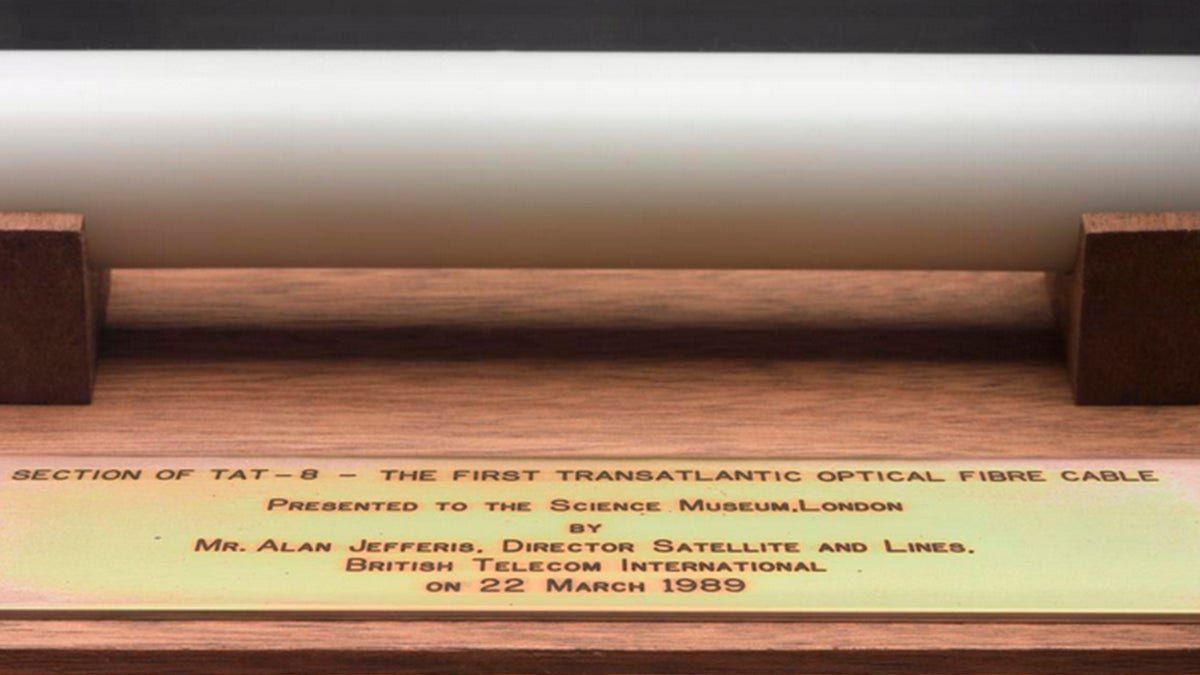 SECTION OF TAT-8 - THE FIRST TRANSATLANTIC OPTICAL FIBRE CABLE
PRESENTED TO THE SCIENCE MUSEUM, LONDON
BY
MR. ALAN JEFFERIS, DIRECTOR SATELLITE AND LINES,
BRITISH TELECOM INTERNATIONAL
ON 22 MARCH 1989